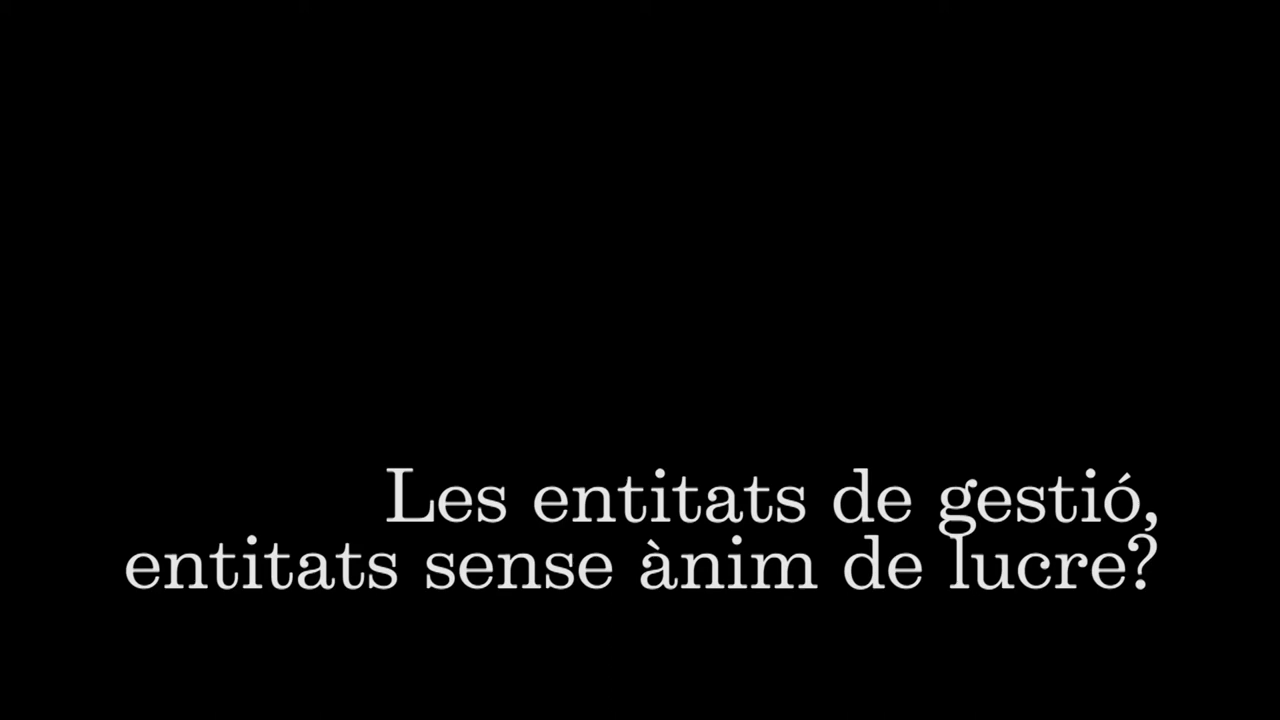 Les entitats de gestió,
entitats sense ànim de lucre?